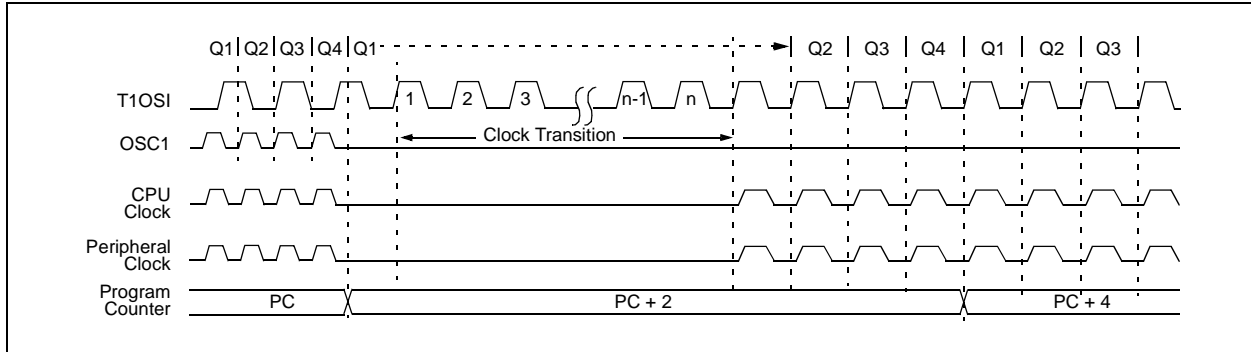 Q1 Q2 Q3 Q4 Q1 Q2 Q3 Q4 Q1 Q2 Q3
T1OSI
1 2 3 n-1 n
Clock Transition
OSC1
CPU
Clock
Peripheral
Clock
Program
Counter
PC PC + 2 PC + 4